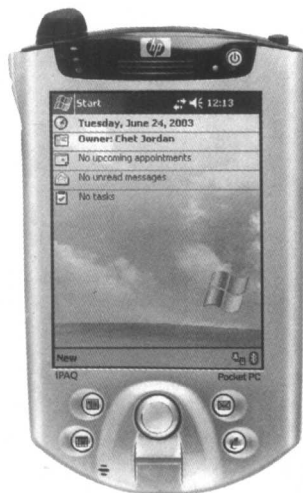 hp
Start 12:13
Tuesday, June 24, 2003
Owner: Chet Jordan
No upcoming appointments
No unread messages
No tasks
New
iPAQ Pocket PC